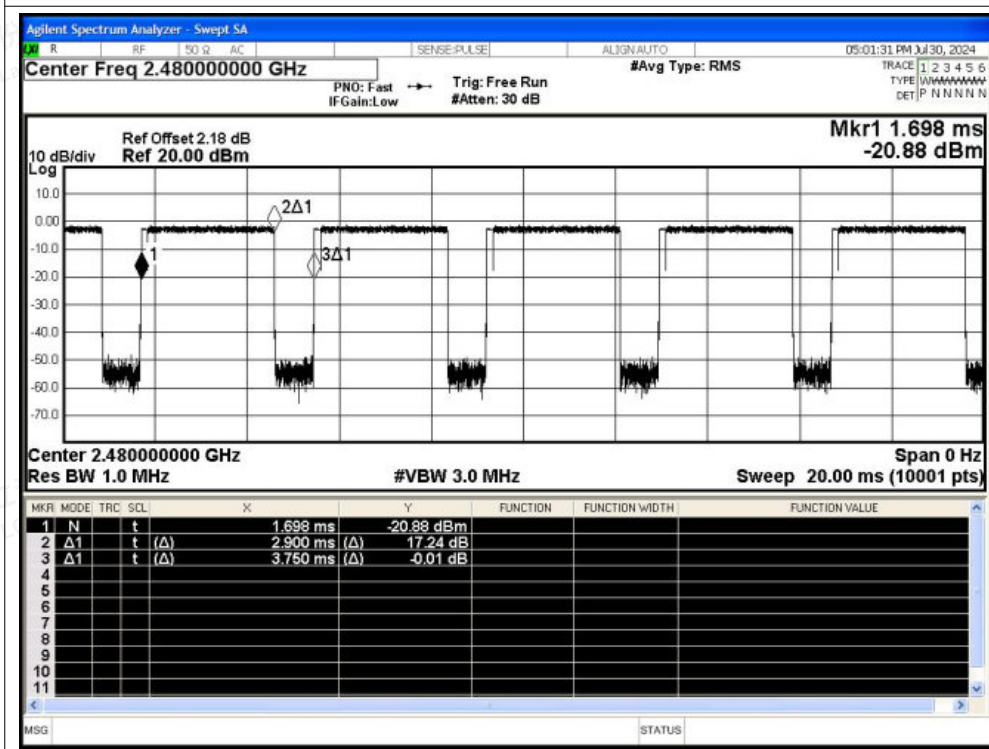 Agilent Spectrum Analyzer - Swept SA
LXI R RF 50 Ω AC SENSE:PULSE ALIGN AUTO 05:01:31 PM Jul 30, 2024
Center Freq 2.480000000 GHz #Avg Type: RMS TRACE 1 2 3 4 5 6
PNO: Fast Trig: Free Run TYPE WWWWWW
IFGain:Low #Atten: 30 dB DET P N N N N N
Mkr1 1.698 ms
Ref Offset 2.18 dB
10 dB/div Ref 20.00 dBm -20.88 dBm
Log
10.0
2Δ1
0.00
-10.0
1 3Δ1
-20.0
-30.0
-40.0
-50.0
-60.0
-70.0
Center 2.480000000 GHz Span 0 Hz
Res BW 1.0 MHz #VBW 3.0 MHz Sweep 20.00 ms (10001 pts)
MKR MODE TRC SCL X Y FUNCTION FUNCTION WIDTH FUNCTION VALUE
1 N t 1.698 ms -20.88 dBm
2 Δ1 t (Δ) 2.900 ms (Δ) 17.24 dB
3 Δ1 t (Δ) 3.750 ms (Δ) -0.01 dB
4
5
6
7
8
9
10
11
MSG STATUS